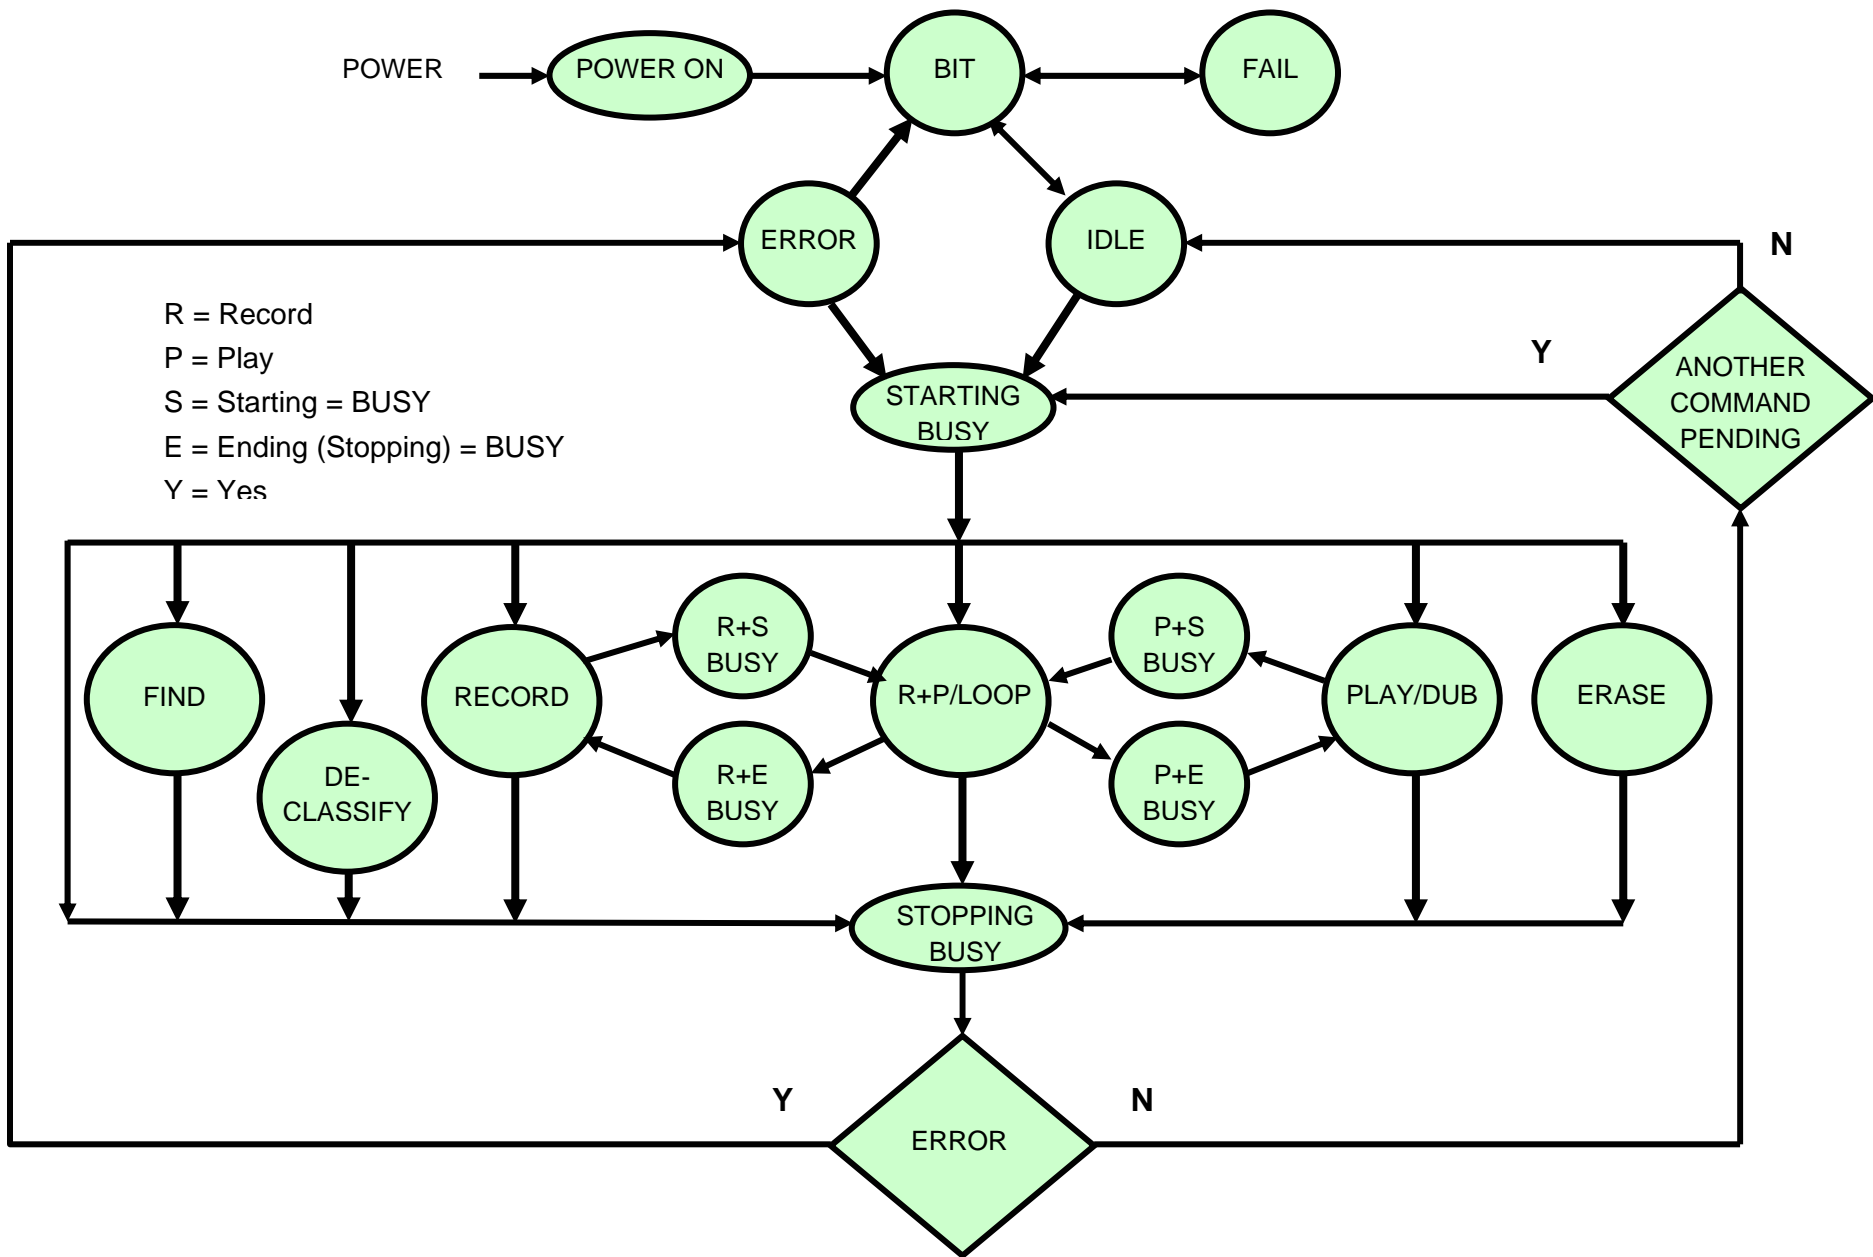 POWER
POWER ON
BIT
FAIL
ERROR
IDLE
N
R = Record
P = Play
S = Starting = BUSY
E = Ending (Stopping) = BUSY
Y = Yes
STARTING
BUSY
Y
ANOTHER
COMMAND
PENDING
FIND
DE-
CLASSIFY
RECORD
R+S
BUSY
R+E
BUSY
R+P/LOOP
P+S
BUSY
P+E
BUSY
PLAY/DUB
ERASE
STOPPING
BUSY
Y
N
ERROR